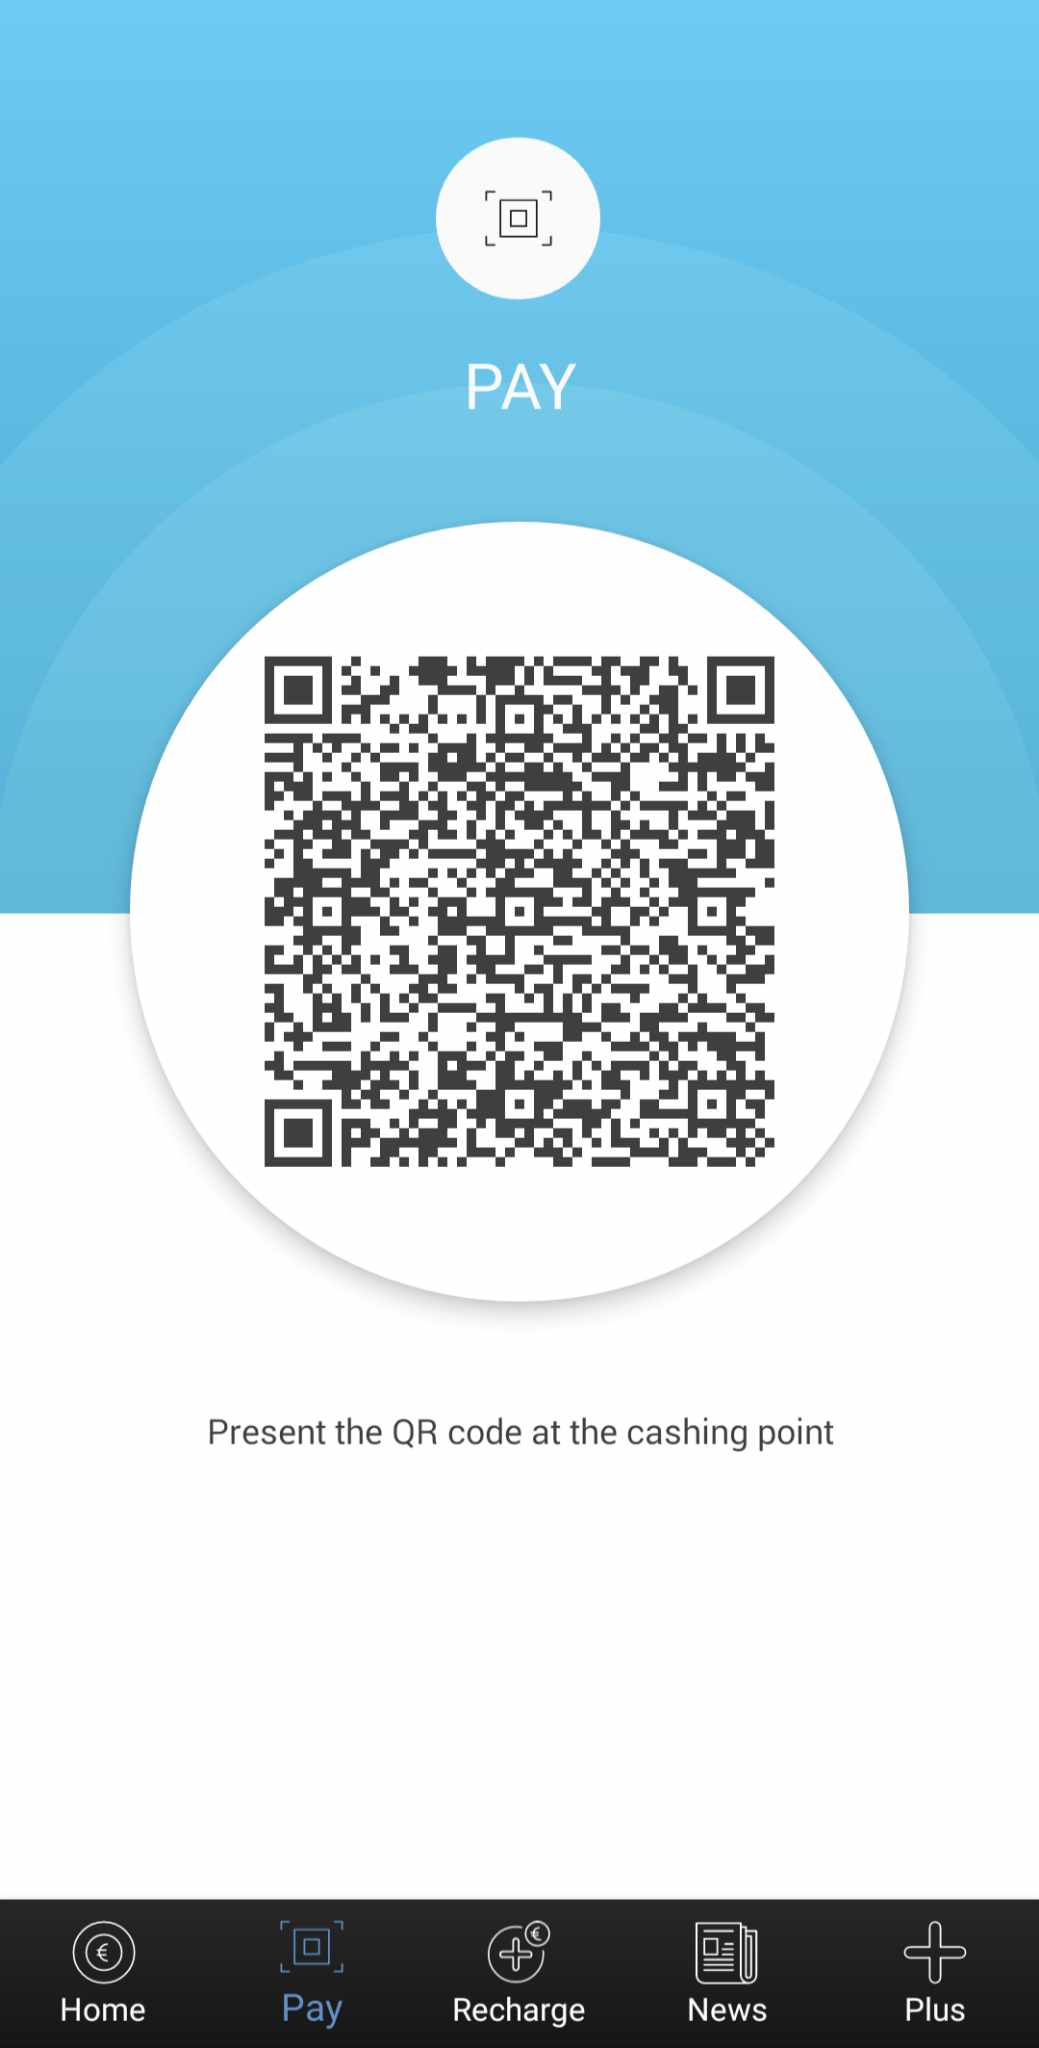 PAY
Present the QR code at the cashing point
Home
Pay
Recharge
News
Plus